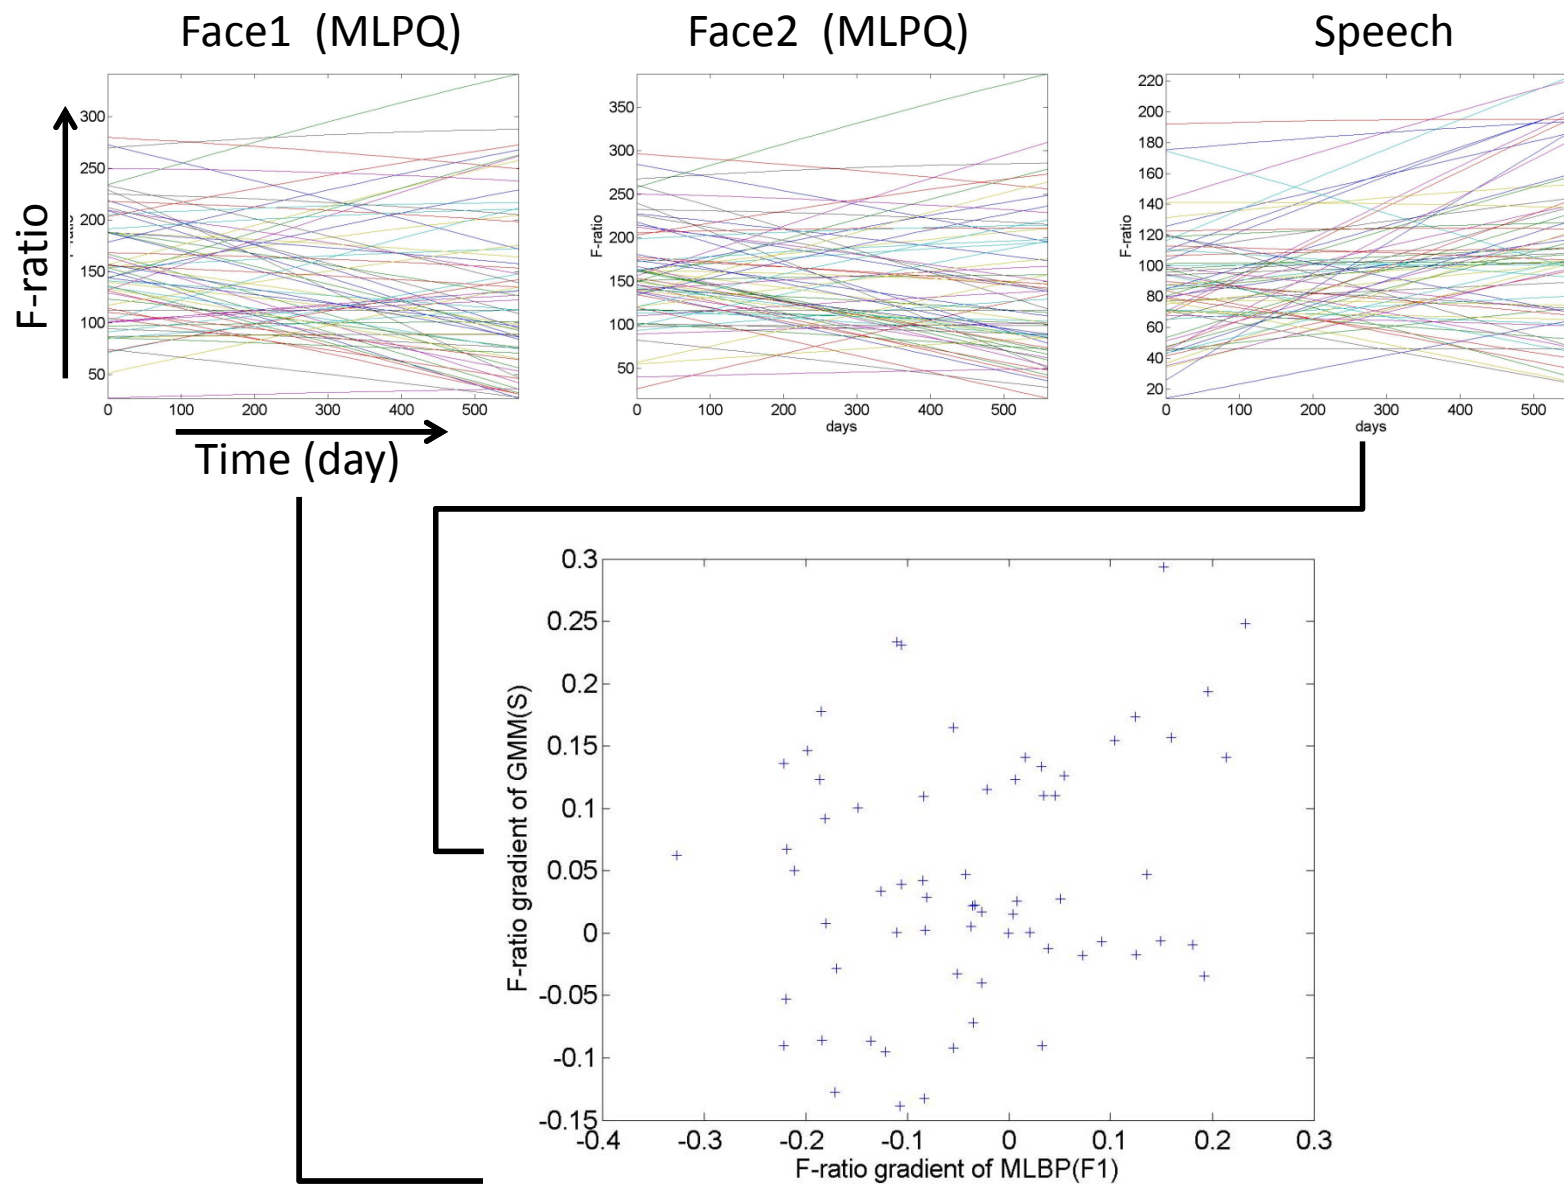 Face1 (MLPQ)
Face2 (MLPQ)
Speech
F-ratio
300
250
200
150
100
50
0 100 200 300 400 500
Time (day)
F-ratio
350
300
250
200
150
100
50
0 100 200 300 400 500
days
F-ratio
220
200
180
160
140
120
100
80
60
40
20
0 100 200 300 400 500
days
F-ratio gradient of GMM(S)
0.3
0.25
0.2
0.15
0.1
0.05
0
-0.05
-0.1
-0.15
-0.4 -0.3 -0.2 -0.1 0 0.1 0.2 0.3
F-ratio gradient of MLBP(F1)